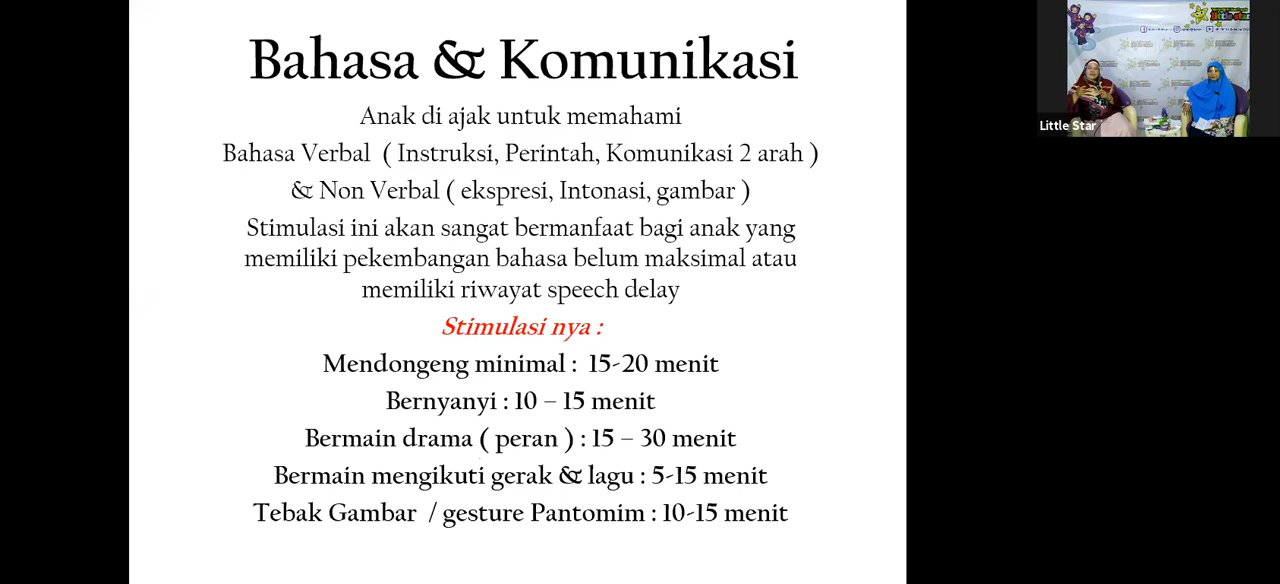 Bahasa & Komunikasi
Anak di ajak untuk memahami
Bahasa Verbal ( Instruksi, Perintah, Komunikasi 2 arah )
& Non Verbal ( ekspresi, Intonasi, gambar )
Stimulasi ini akan sangat bermanfaat bagi anak yang
memiliki pekembangan bahasa belum maksimal atau
memiliki riwayat speech delay
Stimulasi nya :
Mendongeng minimal : 15-20 menit
Bernyanyi : 10 – 15 menit
Bermain drama ( peran ) : 15 – 30 menit
Bermain mengikuti gerak & lagu : 5-15 menit
Tebak Gambar / gesture Pantomim : 10-15 menit
little star
Little Star